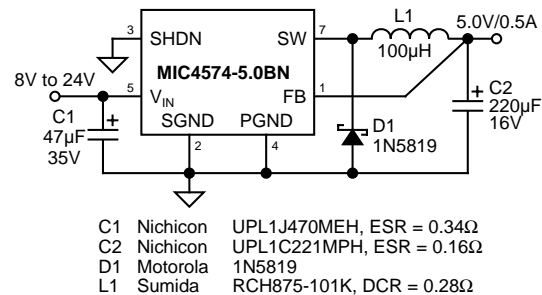 L1
5.0V/0.5A
3
SHDN
SW
7
100µH
MIC4574-5.0BN
8V to 24V
5
VIN
FB
1
C2
220µF
16V
C1
47µF
35V
SGND
PGND
D1
1N5819
2
4
C1 Nichicon UPL1J470MEH, ESR = 0.34Ω
C2 Nichicon UPL1C221MPH, ESR = 0.16Ω
D1 Motorola 1N5819
L1 Sumida RCH875-101K, DCR = 0.28Ω